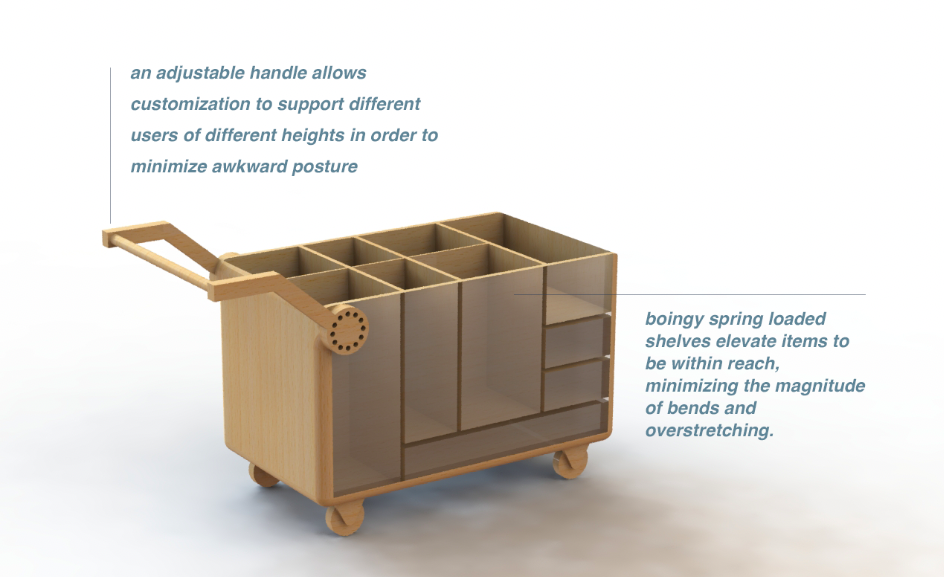 an adjustable handle allows
customization to support different
users of different heights in order to
minimize awkward posture
boingy spring loaded
shelves elevate items to
be within reach,
minimizing the magnitude
of bends and
overstretching.